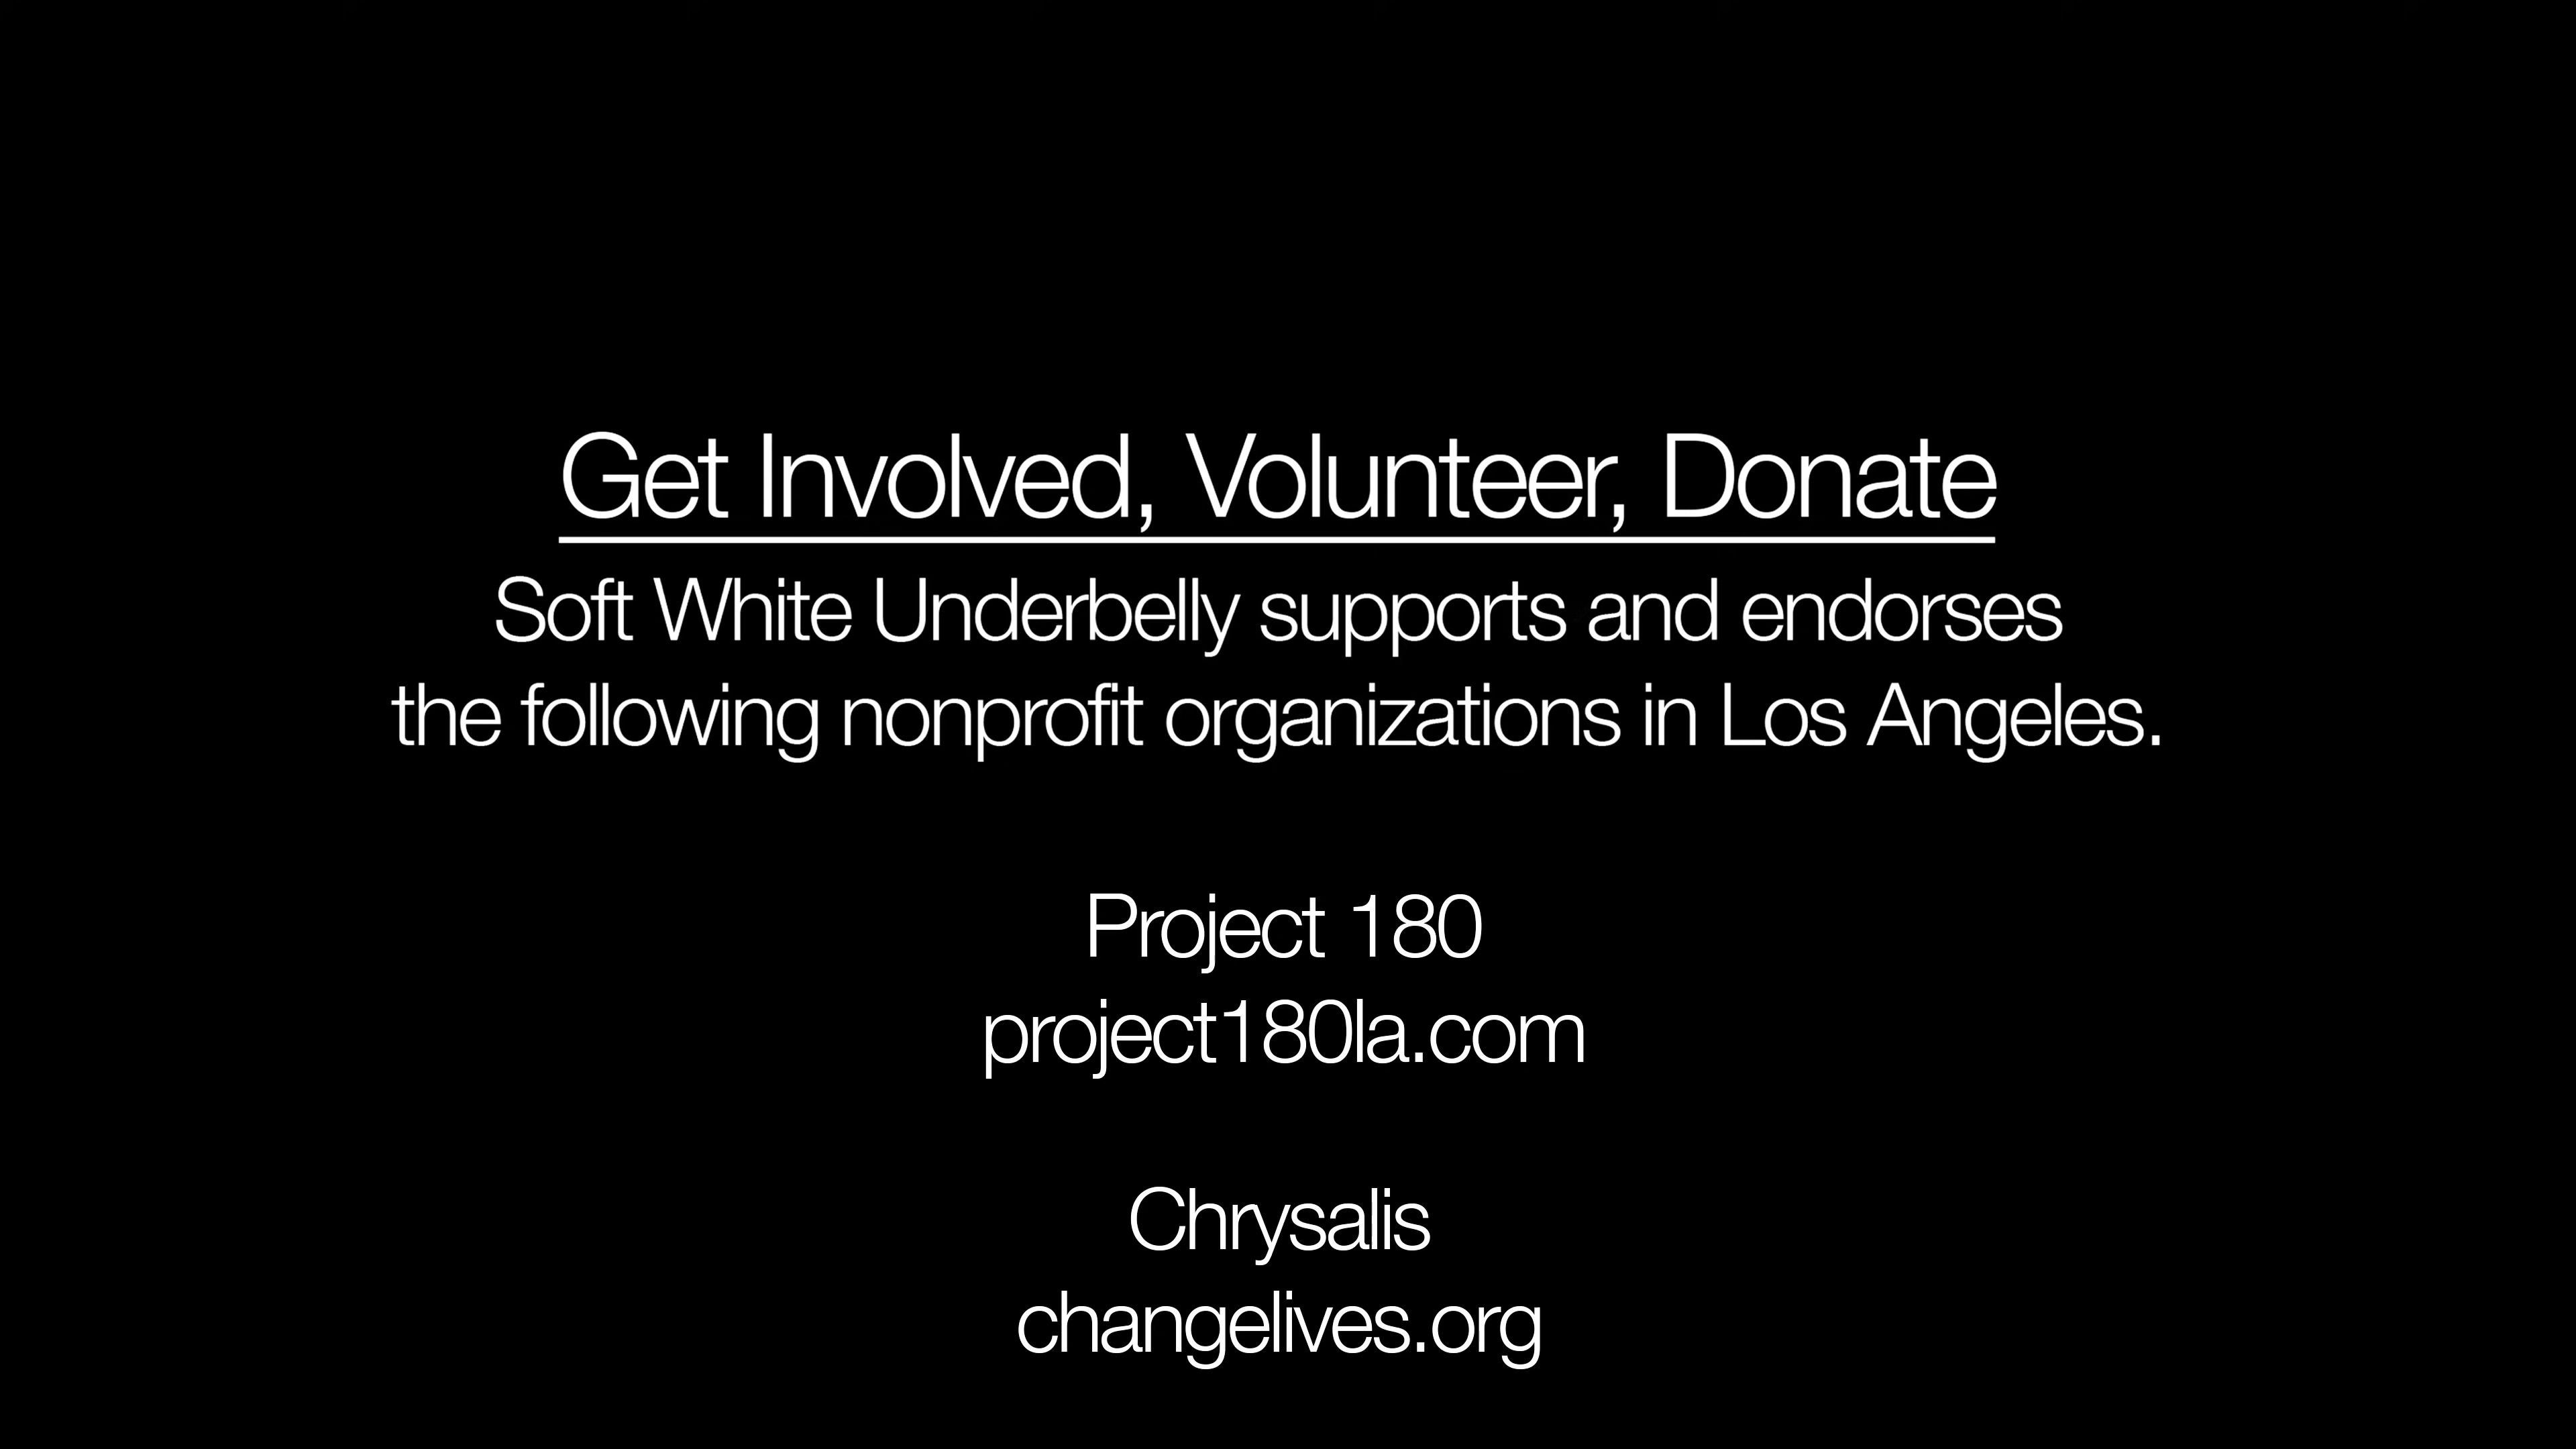 Get Involved, Volunteer, Donate
Soft White Underbelly supports and endorses
the following nonprofit organizations in Los Angeles.
Project 180
project180la.com
Chrysalis
changelives.org